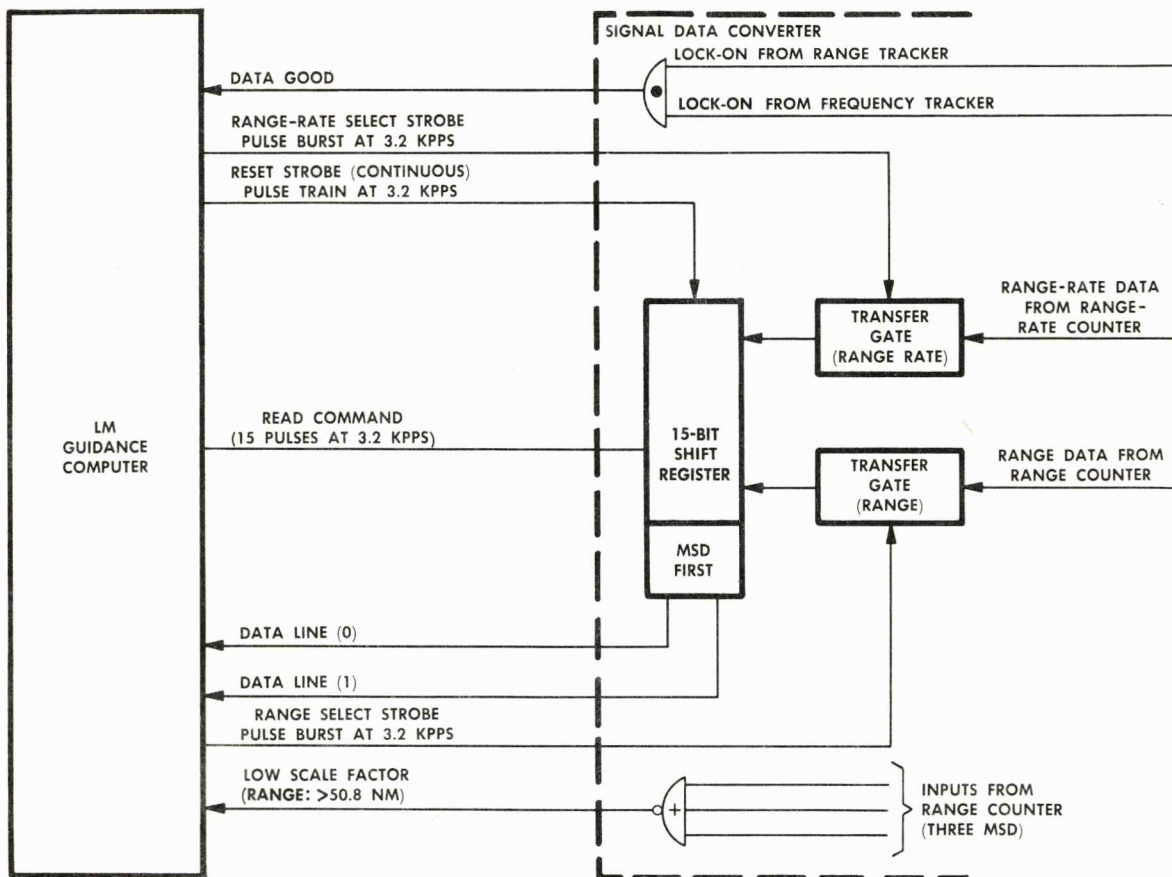 SIGNAL DATA CONVERTER
LOCK-ON FROM RANGE TRACKER
DATA GOOD
LOCK-ON FROM FREQUENCY TRACKER
RANGE-RATE SELECT STROBE
PULSE BURST AT 3.2 KPPS
RESET STROBE (CONTINUOUS)
PULSE TRAIN AT 3.2 KPPS
RANGE-RATE DATA
FROM RANGE-
RATE COUNTER
TRANSFER
GATE
(RANGE RATE)
LM
GUIDANCE
COMPUTER
READ COMMAND
(15 PULSES AT 3.2 KPPS)
15-BIT
SHIFT
REGISTER
TRANSFER
GATE
(RANGE)
RANGE DATA FROM
RANGE COUNTER
MSD
FIRST
DATA LINE (0)
DATA LINE (1)
RANGE SELECT STROBE
PULSE BURST AT 3.2 KPPS
LOW SCALE FACTOR
(RANGE: >50.8 NM)
+
INPUTS FROM
RANGE COUNTER
(THREE MSD)